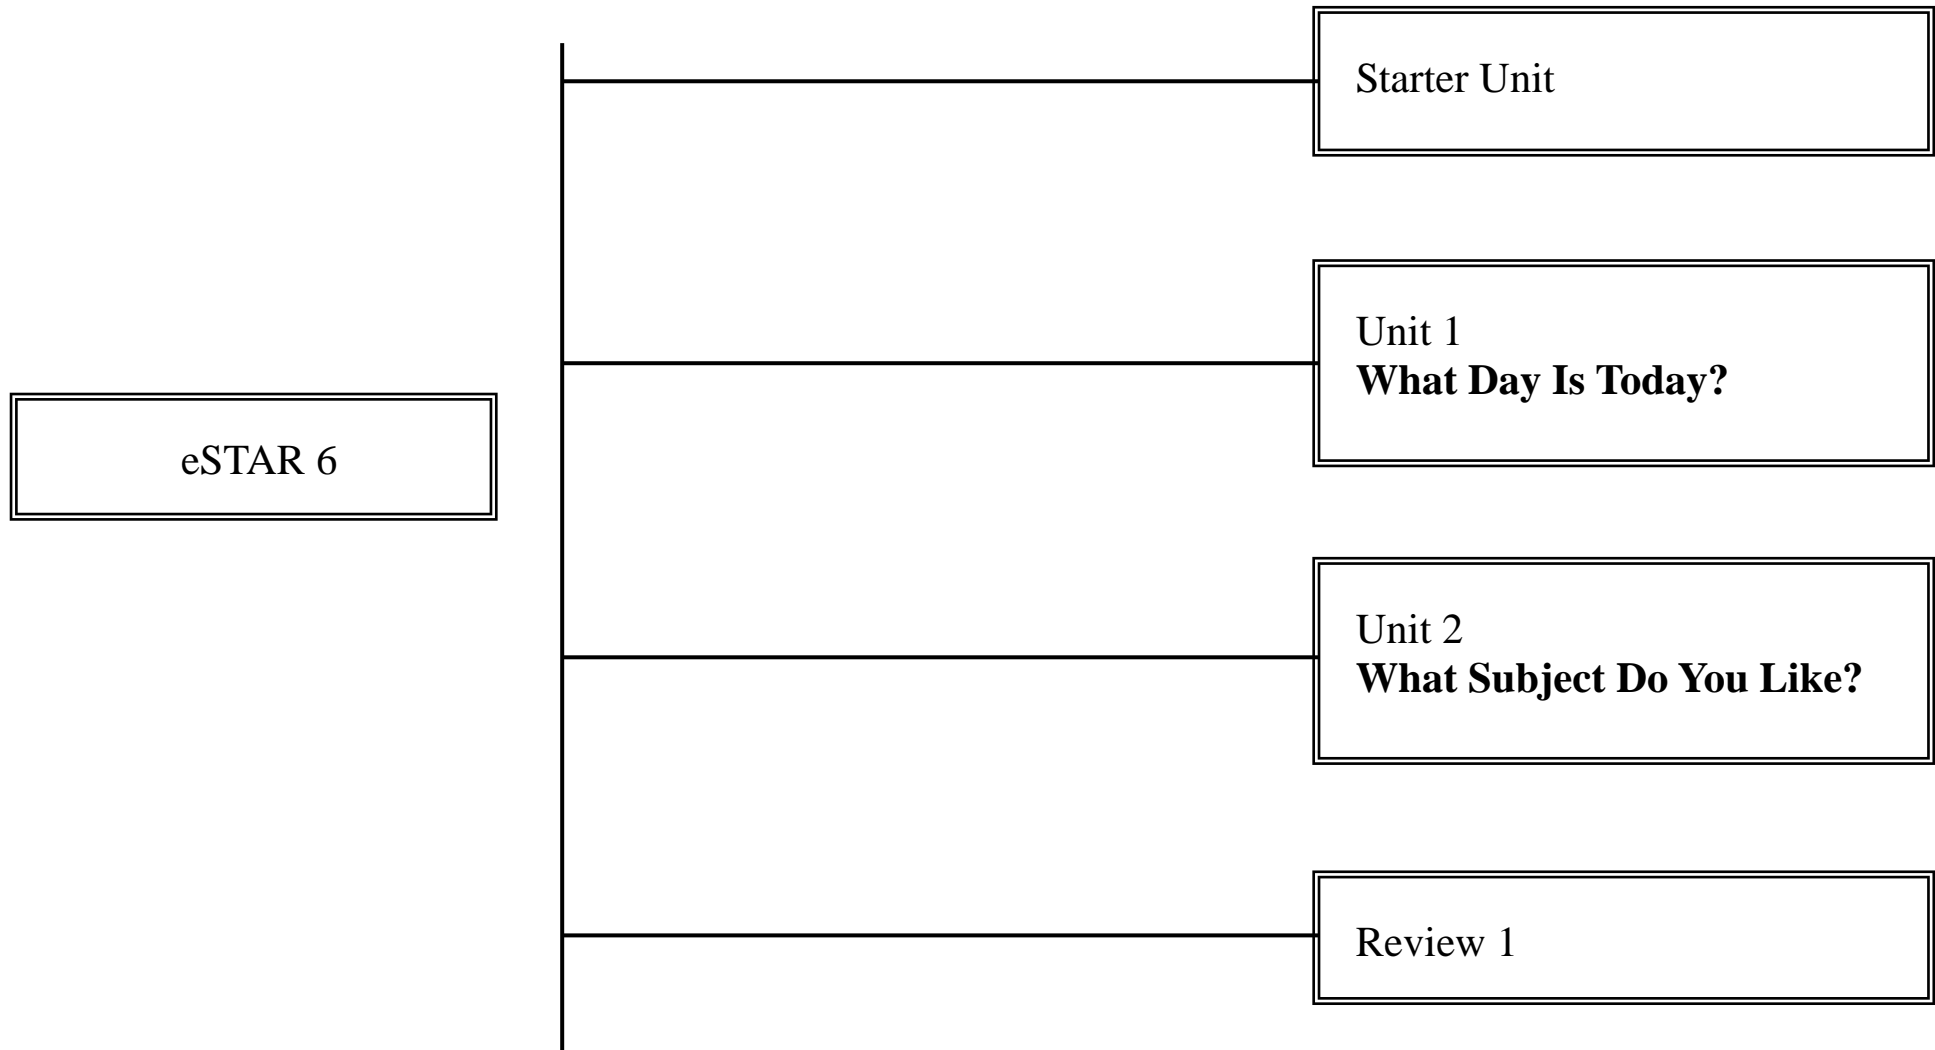 eSTAR 6
Starter Unit
Unit 1
What Day Is Today?
Unit 2
What Subject Do You Like?
Review 1